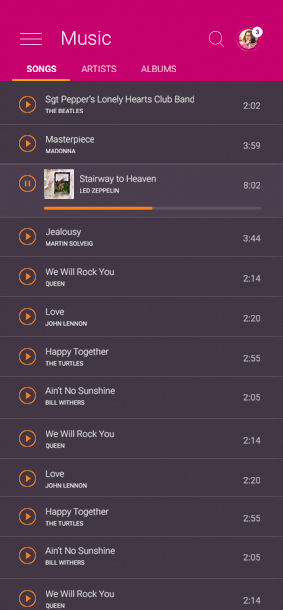 Music
3
SONGS
ARTISTS
ALBUMS
Sgt Pepper's Lonely Hearts Club Band
THE BEATLES
2:02
Masterpiece
MADONNA
3:59
Stairway to Heaven
LED ZEPPELIN
8:02
Jealousy
MARTIN SOLVEIG
3:44
We Will Rock You
QUEEN
2:14
Love
JOHN LENNON
2:20
Happy Together
THE TURTLES
2:55
Ain't No Sunshine
BILL WITHERS
2:05
We Will Rock You
QUEEN
2:14
Love
JOHN LENNON
2:20
Happy Together
THE TURTLES
2:55
Ain't No Sunshine
BILL WITHERS
2:05
We Will Rock You
QUEEN
2:14